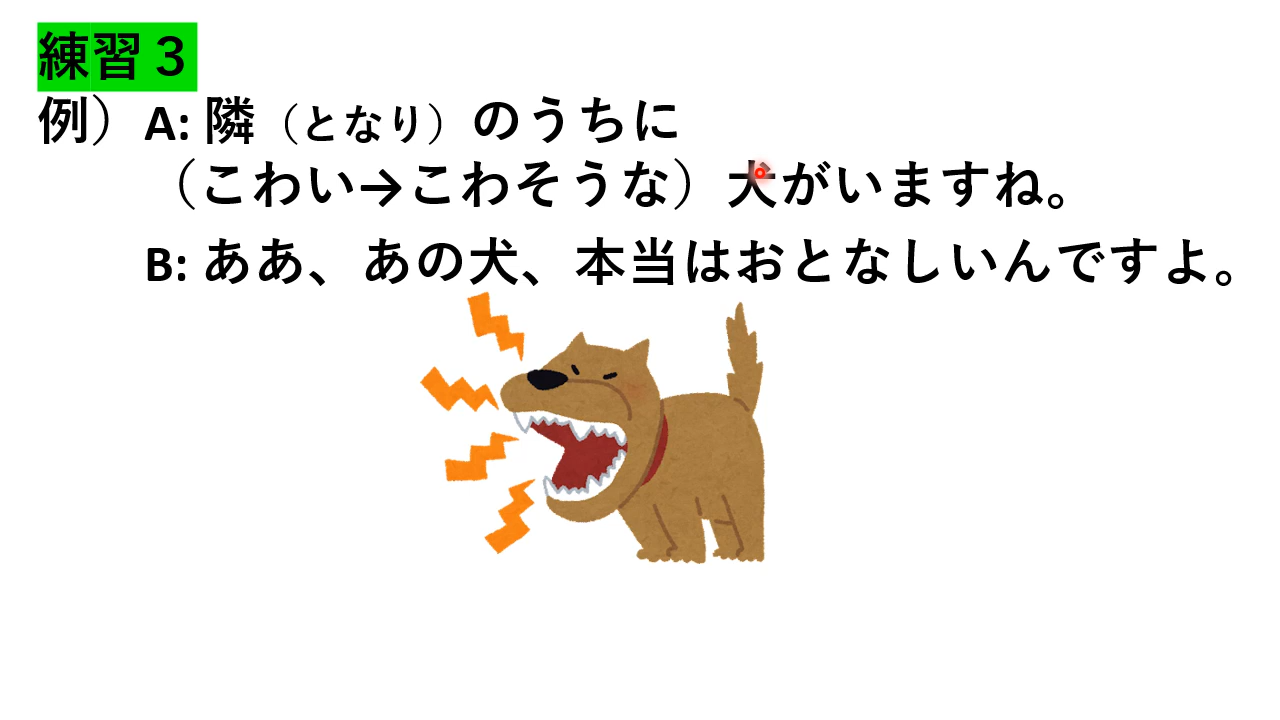 練習３
例）A: 隣（となり）のうちに
（こわい→こわそうな）犬がいますね。
B: ああ、あの犬、本当はおとなしいんですよ。